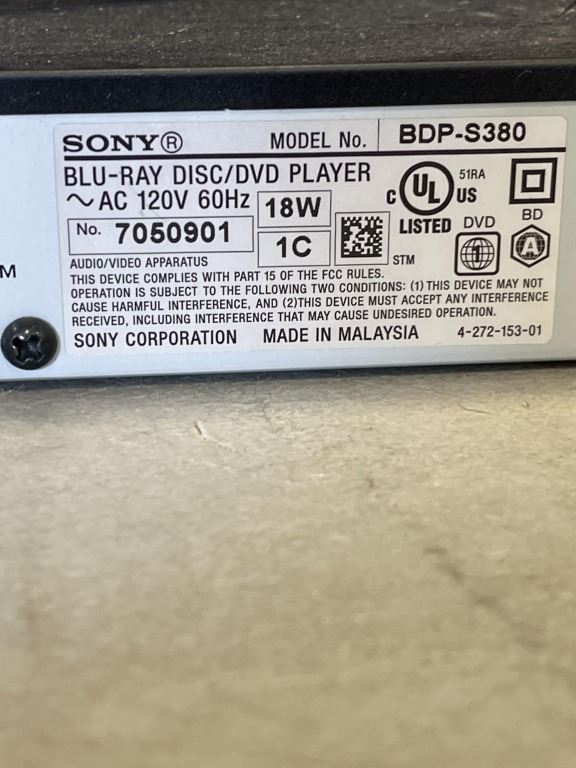 SONY® MODEL No. BDP-S380
BLU-RAY DISC/DVD PLAYER
~ AC 120V 60Hz 18W
No. 7050901 1C
C UL US 51RA
LISTED
STM
DVD BD
1 A
AUDIO/VIDEO APPARATUS
THIS DEVICE COMPLIES WITH PART 15 OF THE FCC RULES.
OPERATION IS SUBJECT TO THE FOLLOWING TWO CONDITIONS: (1) THIS DEVICE MAY NOT
CAUSE HARMFUL INTERFERENCE, AND (2)THIS DEVICE MUST ACCEPT ANY INTERFERENCE
RECEIVED, INCLUDING INTERFERENCE THAT MAY CAUSE UNDESIRED OPERATION.
SONY CORPORATION MADE IN MALAYSIA 4-272-153-01
M